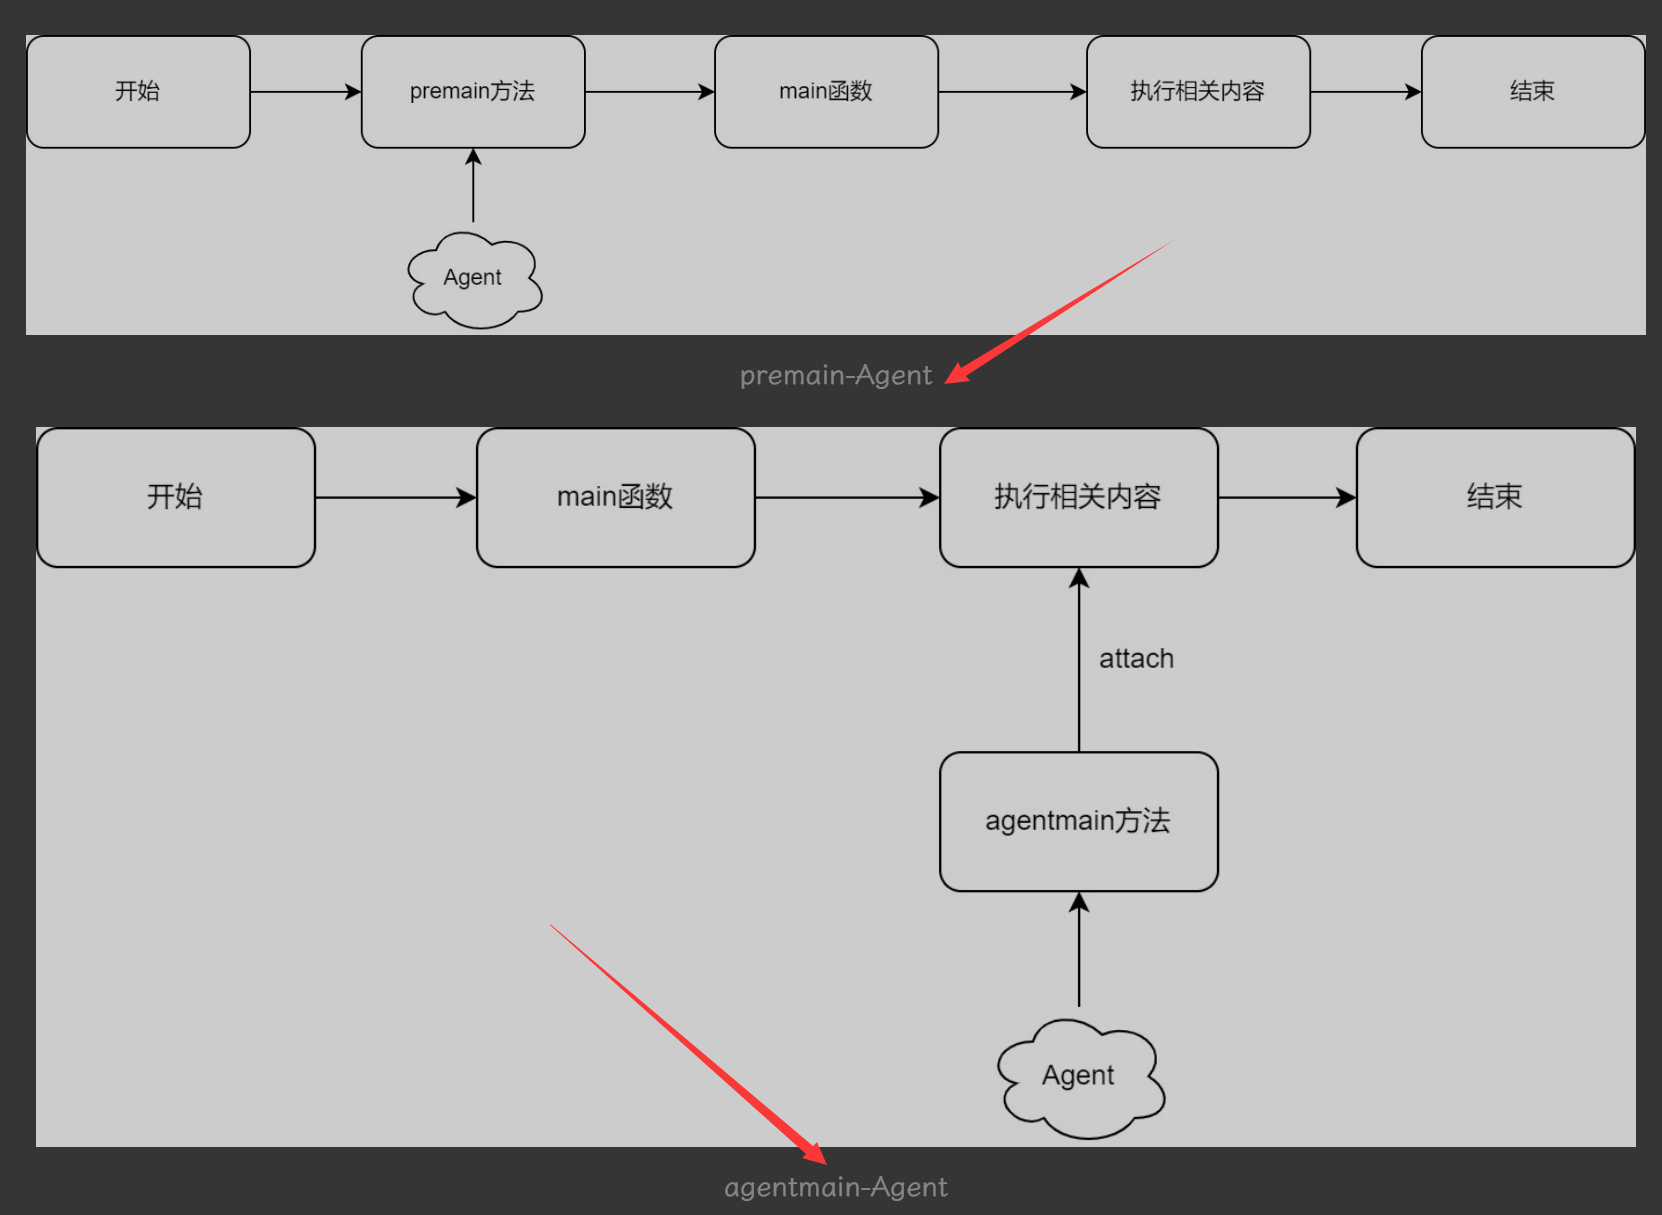 开始
premain方法
main函数
执行相关内容
结束
Agent
premain-Agent
开始
main函数
执行相关内容
结束
attach
agentmain方法
Agent
agentmain-Agent